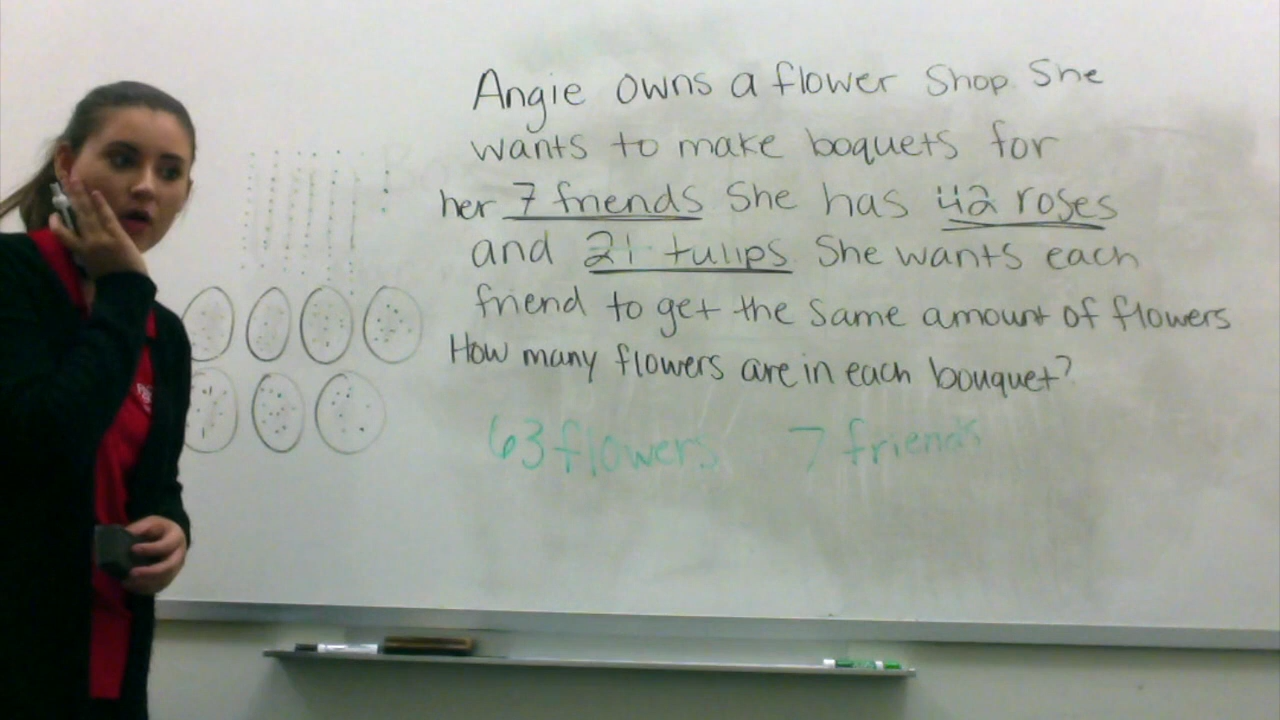 Angie owns a flower Shop. She
wants to make boquets for
her 7 friends She has 42 roses
and 21 tulips She wants each
friend to get the same amount of flowers
How many flowers are in each bouquet?
63 flowers 7 friends